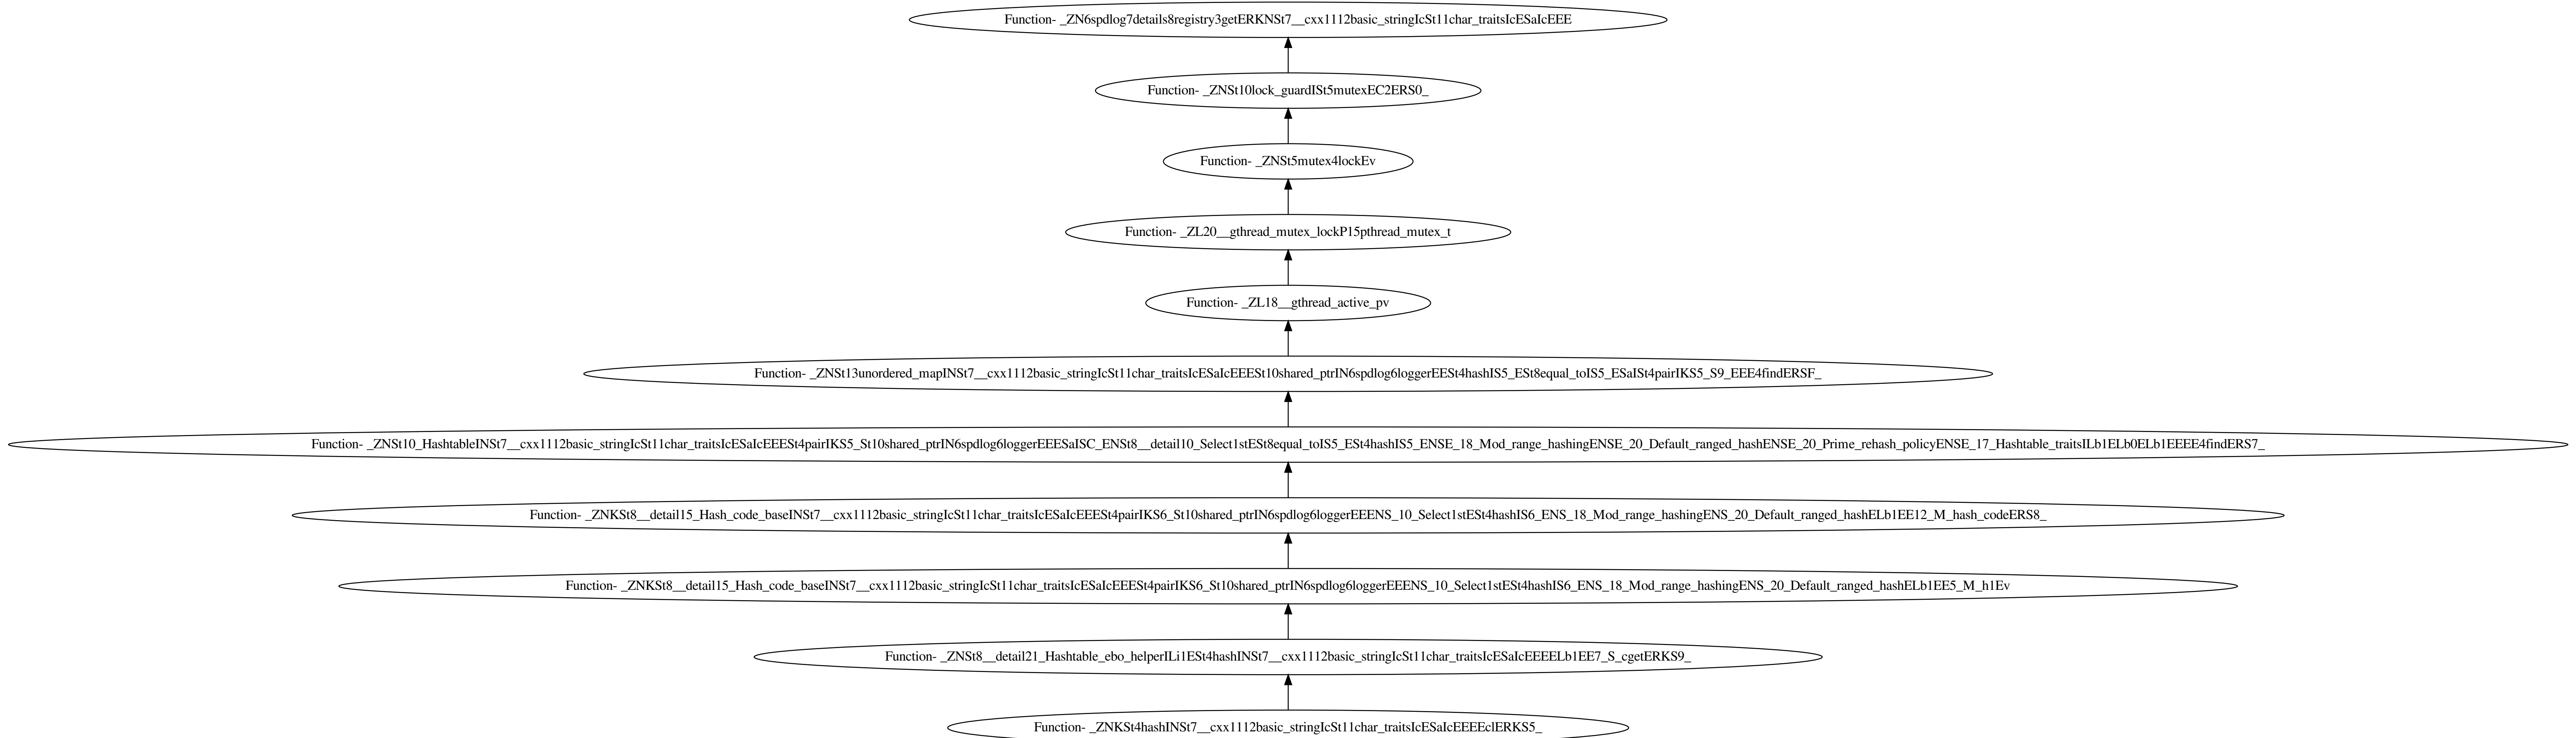 Function- _ZN6spdlog7details8registry3getERKNSt7__cxx1112basic_stringIcSt11char_traitsIcESaIcEEE
Function- _ZNSt10lock_guardISt5mutexEC2ERS0_
Function- _ZNSt5mutex4lockEv
Function- _ZL20__gthread_mutex_lockP15pthread_mutex_t
Function- _ZL18__gthread_active_pv
Function- _ZNSt13unordered_mapINSt7__cxx1112basic_stringIcSt11char_traitsIcESaIcEEESt10shared_ptrIN6spdlog6loggerEESt4hashIS5_ESt8equal_toIS5_ESaISt4pairIKS5_S9_EEE4findERSF_
Function- _ZNSt10_HashtableINSt7__cxx1112basic_stringIcSt11char_traitsIcESaIcEEESt4pairIKS5_St10shared_ptrIN6spdlog6loggerEEESaISC_ENSt8__detail10_Select1stESt8equal_toIS5_ESt4hashIS5_ENSE_18_Mod_range_hashingENSE_20_Default_ranged_hashENSE_20_Prime_rehash_policyENSE_17_Hashtable_traitsILb1ELb0ELb1EEEE4findERS7_
Function- _ZNKSt8__detail15_Hash_code_baseINSt7__cxx1112basic_stringIcSt11char_traitsIcESaIcEEESt4pairIKS6_St10shared_ptrIN6spdlog6loggerEEENS_10_Select1stESt4hashIS6_ENS_18_Mod_range_hashingENS_20_Default_ranged_hashELb1EE12_M_hash_codeERS8_
Function- _ZNKSt8__detail15_Hash_code_baseINSt7__cxx1112basic_stringIcSt11char_traitsIcESaIcEEESt4pairIKS6_St10shared_ptrIN6spdlog6loggerEEENS_10_Select1stESt4hashIS6_ENS_18_Mod_range_hashingENS_20_Default_ranged_hashELb1EE5_M_h1Ev
Function- _ZNSt8__detail21_Hashtable_ebo_helperILi1ESt4hashINSt7__cxx1112basic_stringIcSt11char_traitsIcESaIcEEEELb1EE7_S_cgetERKS9_
Function- _ZNKSt4hashINSt7__cxx1112basic_stringIcSt11char_traitsIcESaIcEEEEclERKS5_